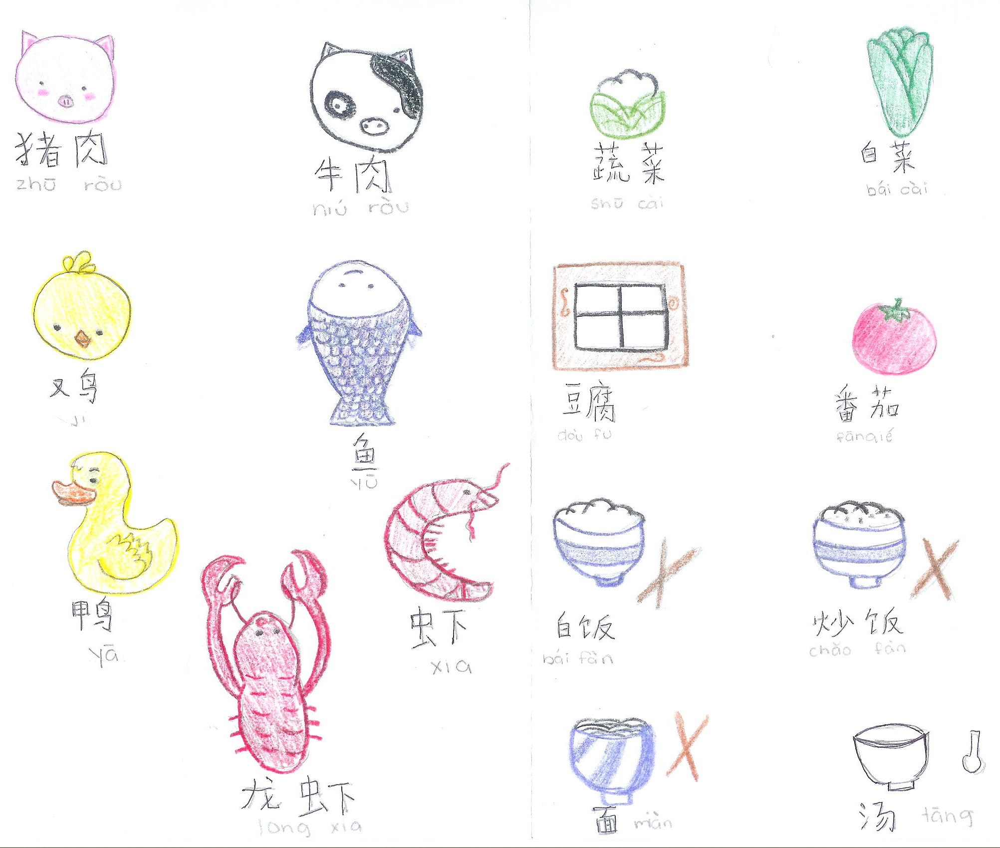 猪肉
zhū ròu
牛肉
niú ròu
蔬菜
shū cài
白菜
bái cài
鸡
jī
鱼
yū
豆腐
dòu fu
番茄
fānqié
鸭
yā
虾
xia
龙虾
long xia
白饭
bái fàn
炒饭
chǎo fàn
面 miàn
汤 tāng